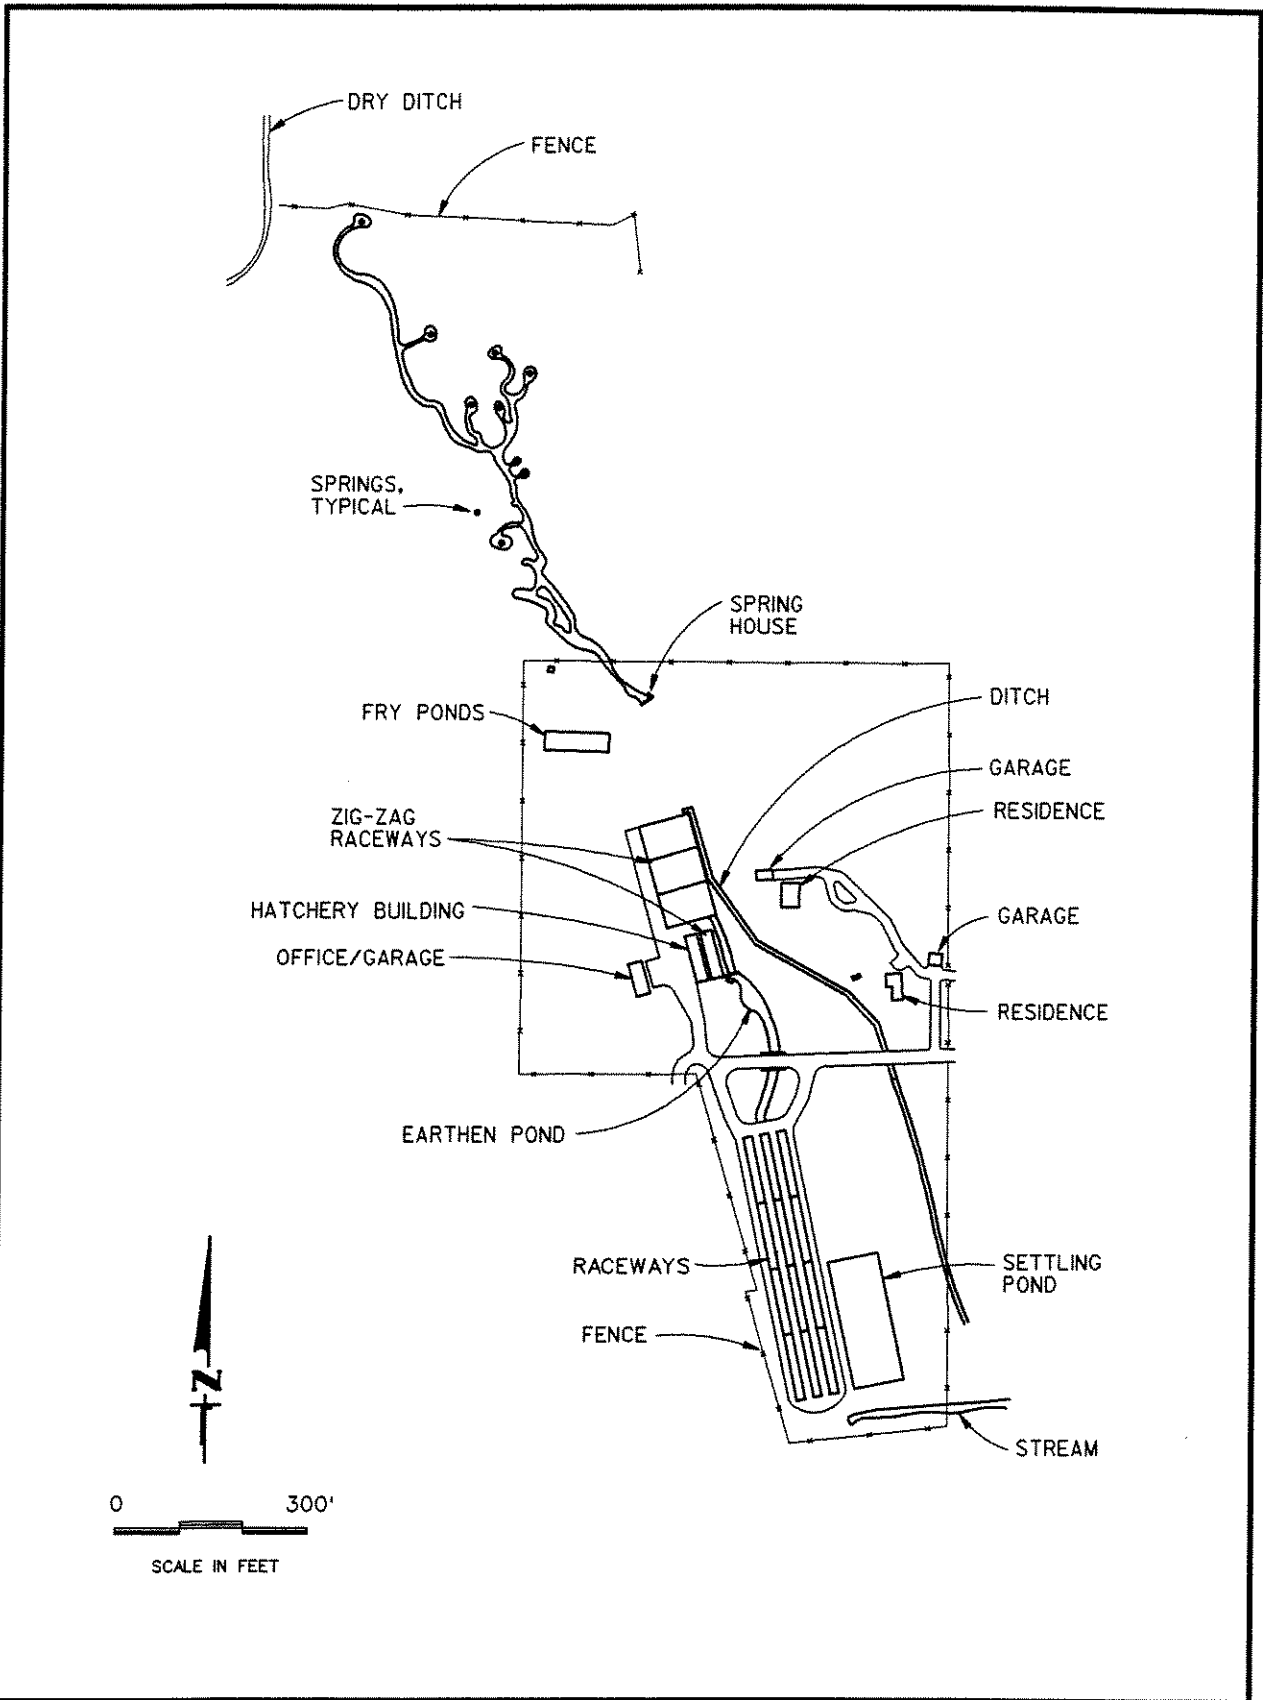 DRY DITCH
FENCE
SPRINGS,
TYPICAL
SPRING
HOUSE
DITCH
FRY PONDS
GARAGE
RESIDENCE
ZIG-ZAG
RACEWAYS
HATCHERY BUILDING
GARAGE
OFFICE/GARAGE
RESIDENCE
EARTHEN POND
RACEWAYS
SETTLING
POND
FENCE
N
STREAM
0 300'
SCALE IN FEET